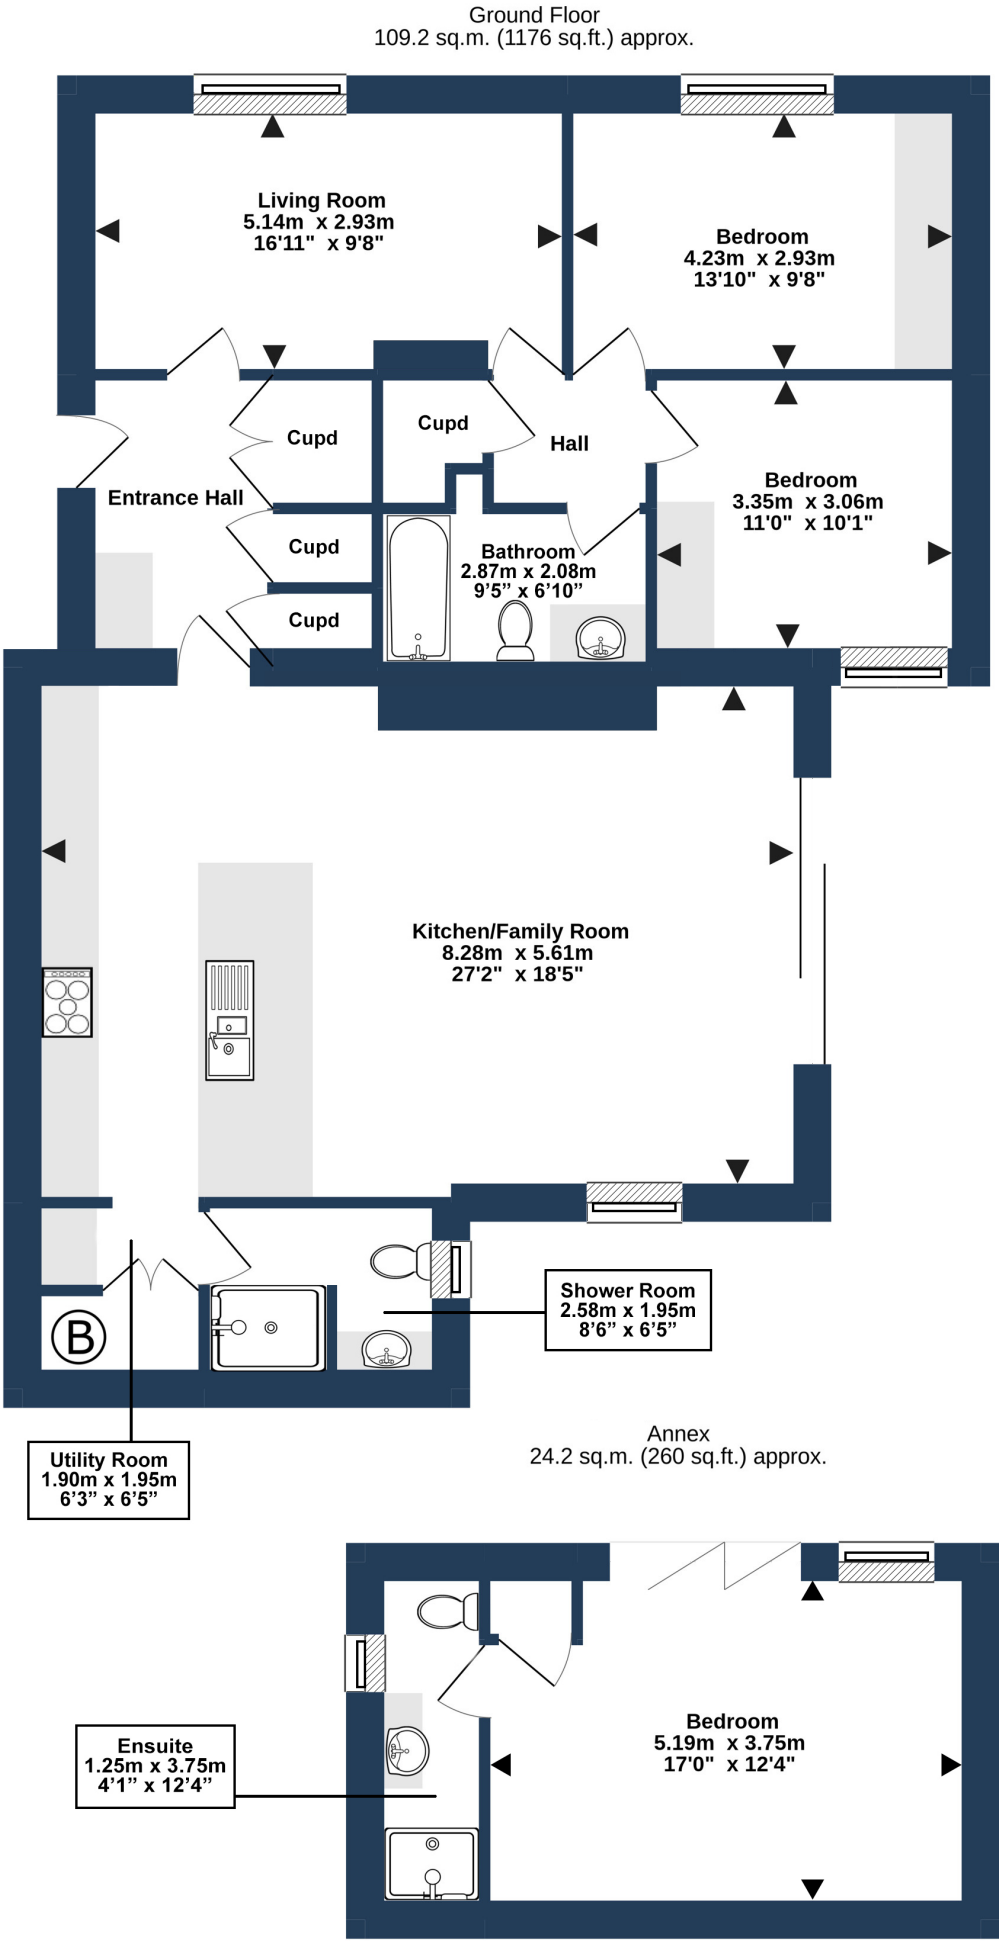 Ground Floor
109.2 sq.m. (1176 sq.ft.) approx.
Living Room
5.14m x 2.93m
16'11" x 9'8"
Bedroom
4.23m x 2.93m
13'10" x 9'8"
Cupd
Cupd
Hall
Entrance Hall
Bedroom
3.35m x 3.06m
11'0" x 10'1"
Cupd
Bathroom
2.87m x 2.08m
9'5” x 6'10”
Cupd
Kitchen/Family Room
8.28m x 5.61m
27'2" x 18'5"
Shower Room
2.58m x 1.95m
8’6” x 6’5”
B
Utility Room
1.90m x 1.95m
6’3” x 6’5”
Annex
24.2 sq.m. (260 sq.ft.) approx.
Bedroom
5.19m x 3.75m
17'0" x 12'4"
Ensuite
1.25m x 3.75m
4’1” x 12’4”